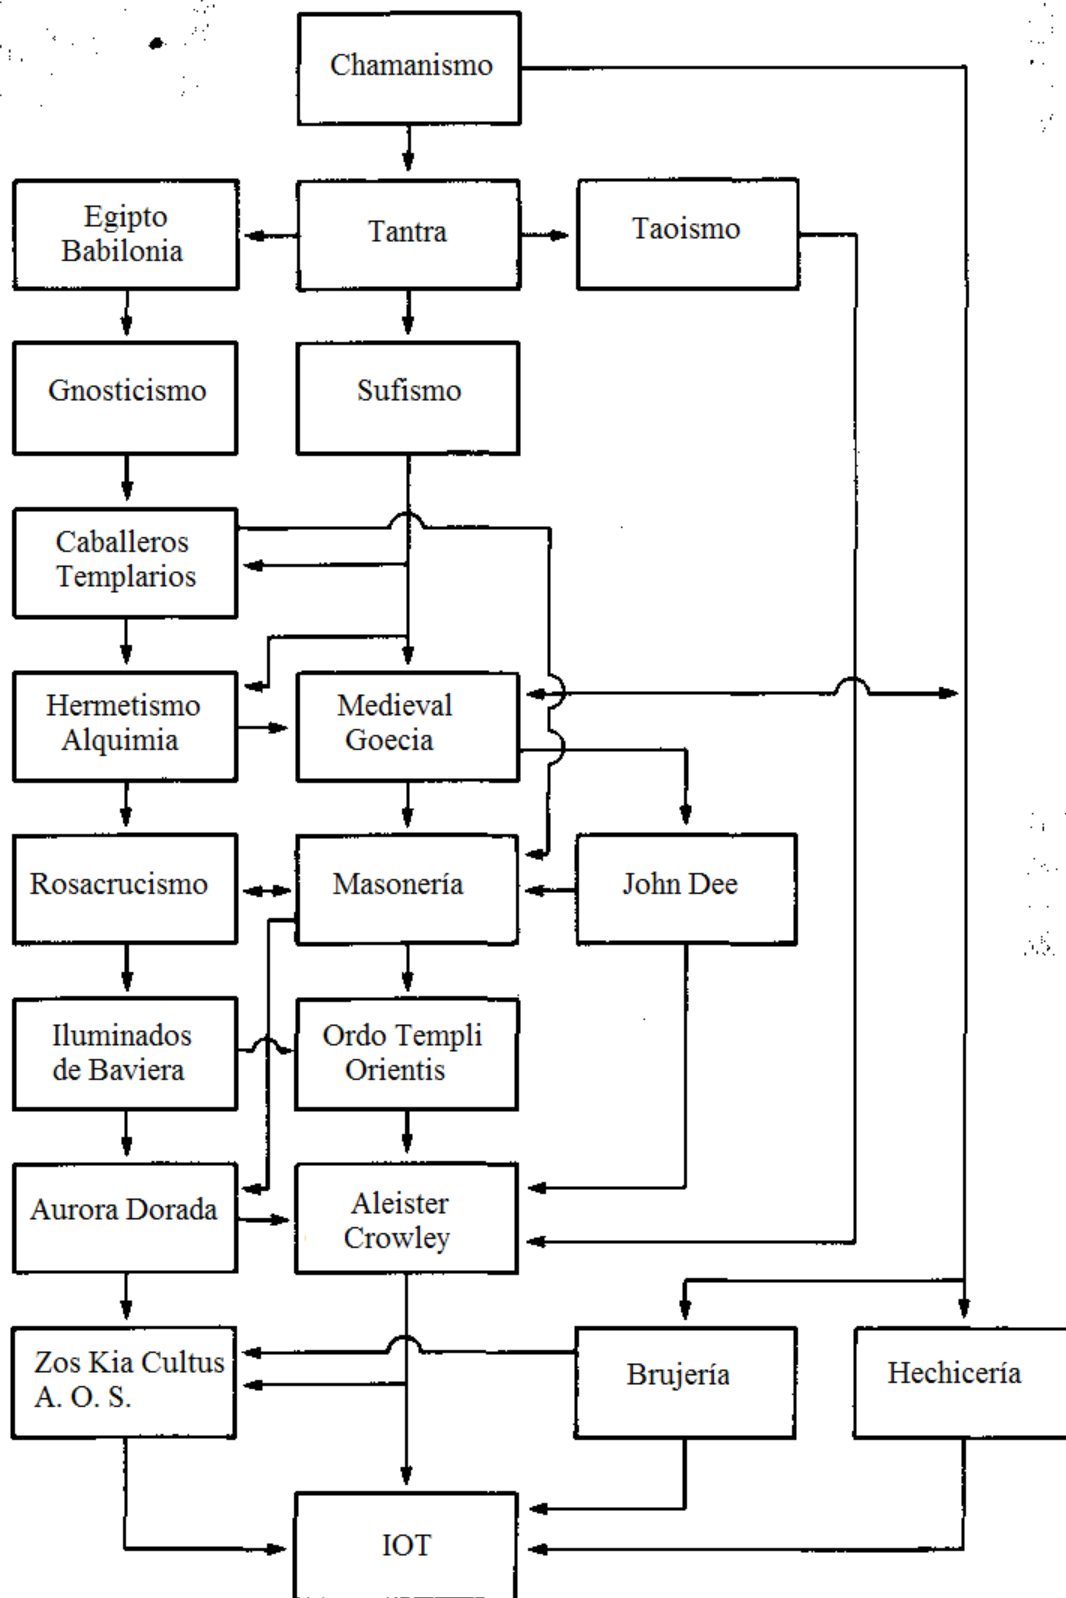 Chamanismo
Egipto
Babilonia
Tantra
Taoismo
Gnosticismo
Sufismo
Caballeros
Templarios
Hermetismo
Alquimia
Medieval
Goecia
Rosacrucismo
Masonería
John Dee
Iluminados
de Baviera
Ordo Templi
Orientis
Aurora Dorada
Aleister
Crowley
Zos Kia Cultus
A. O. S.
Brujería
Hechicería
IOT